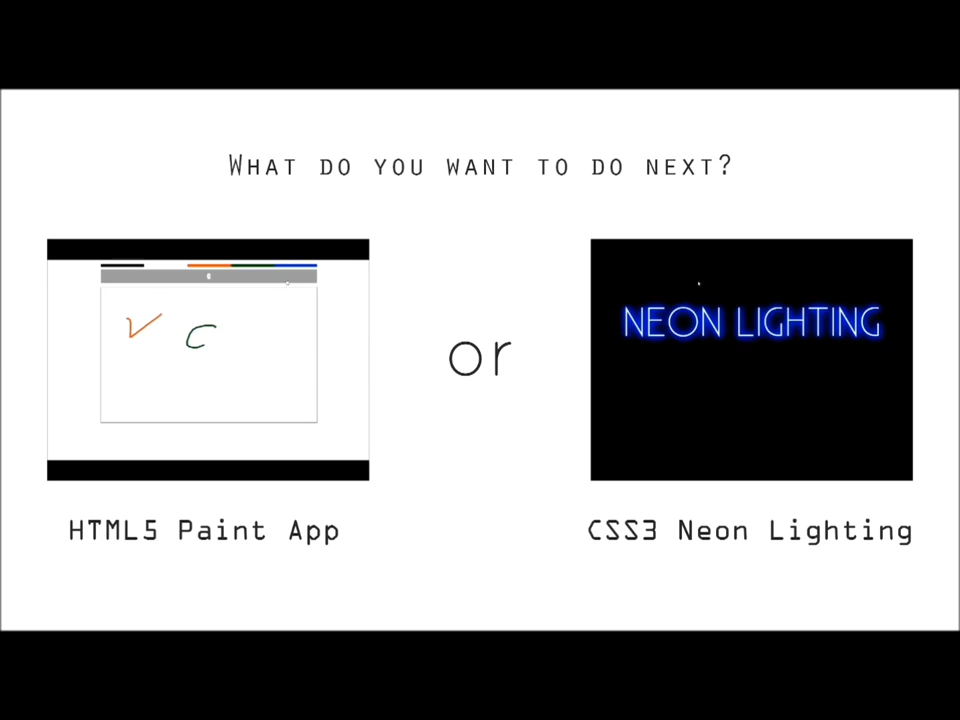 WHAT DO YOU WANT TO DO NEXT?
C
or
NEON LIGHTING
HTML5 Paint App
CSS3 Neon Lighting